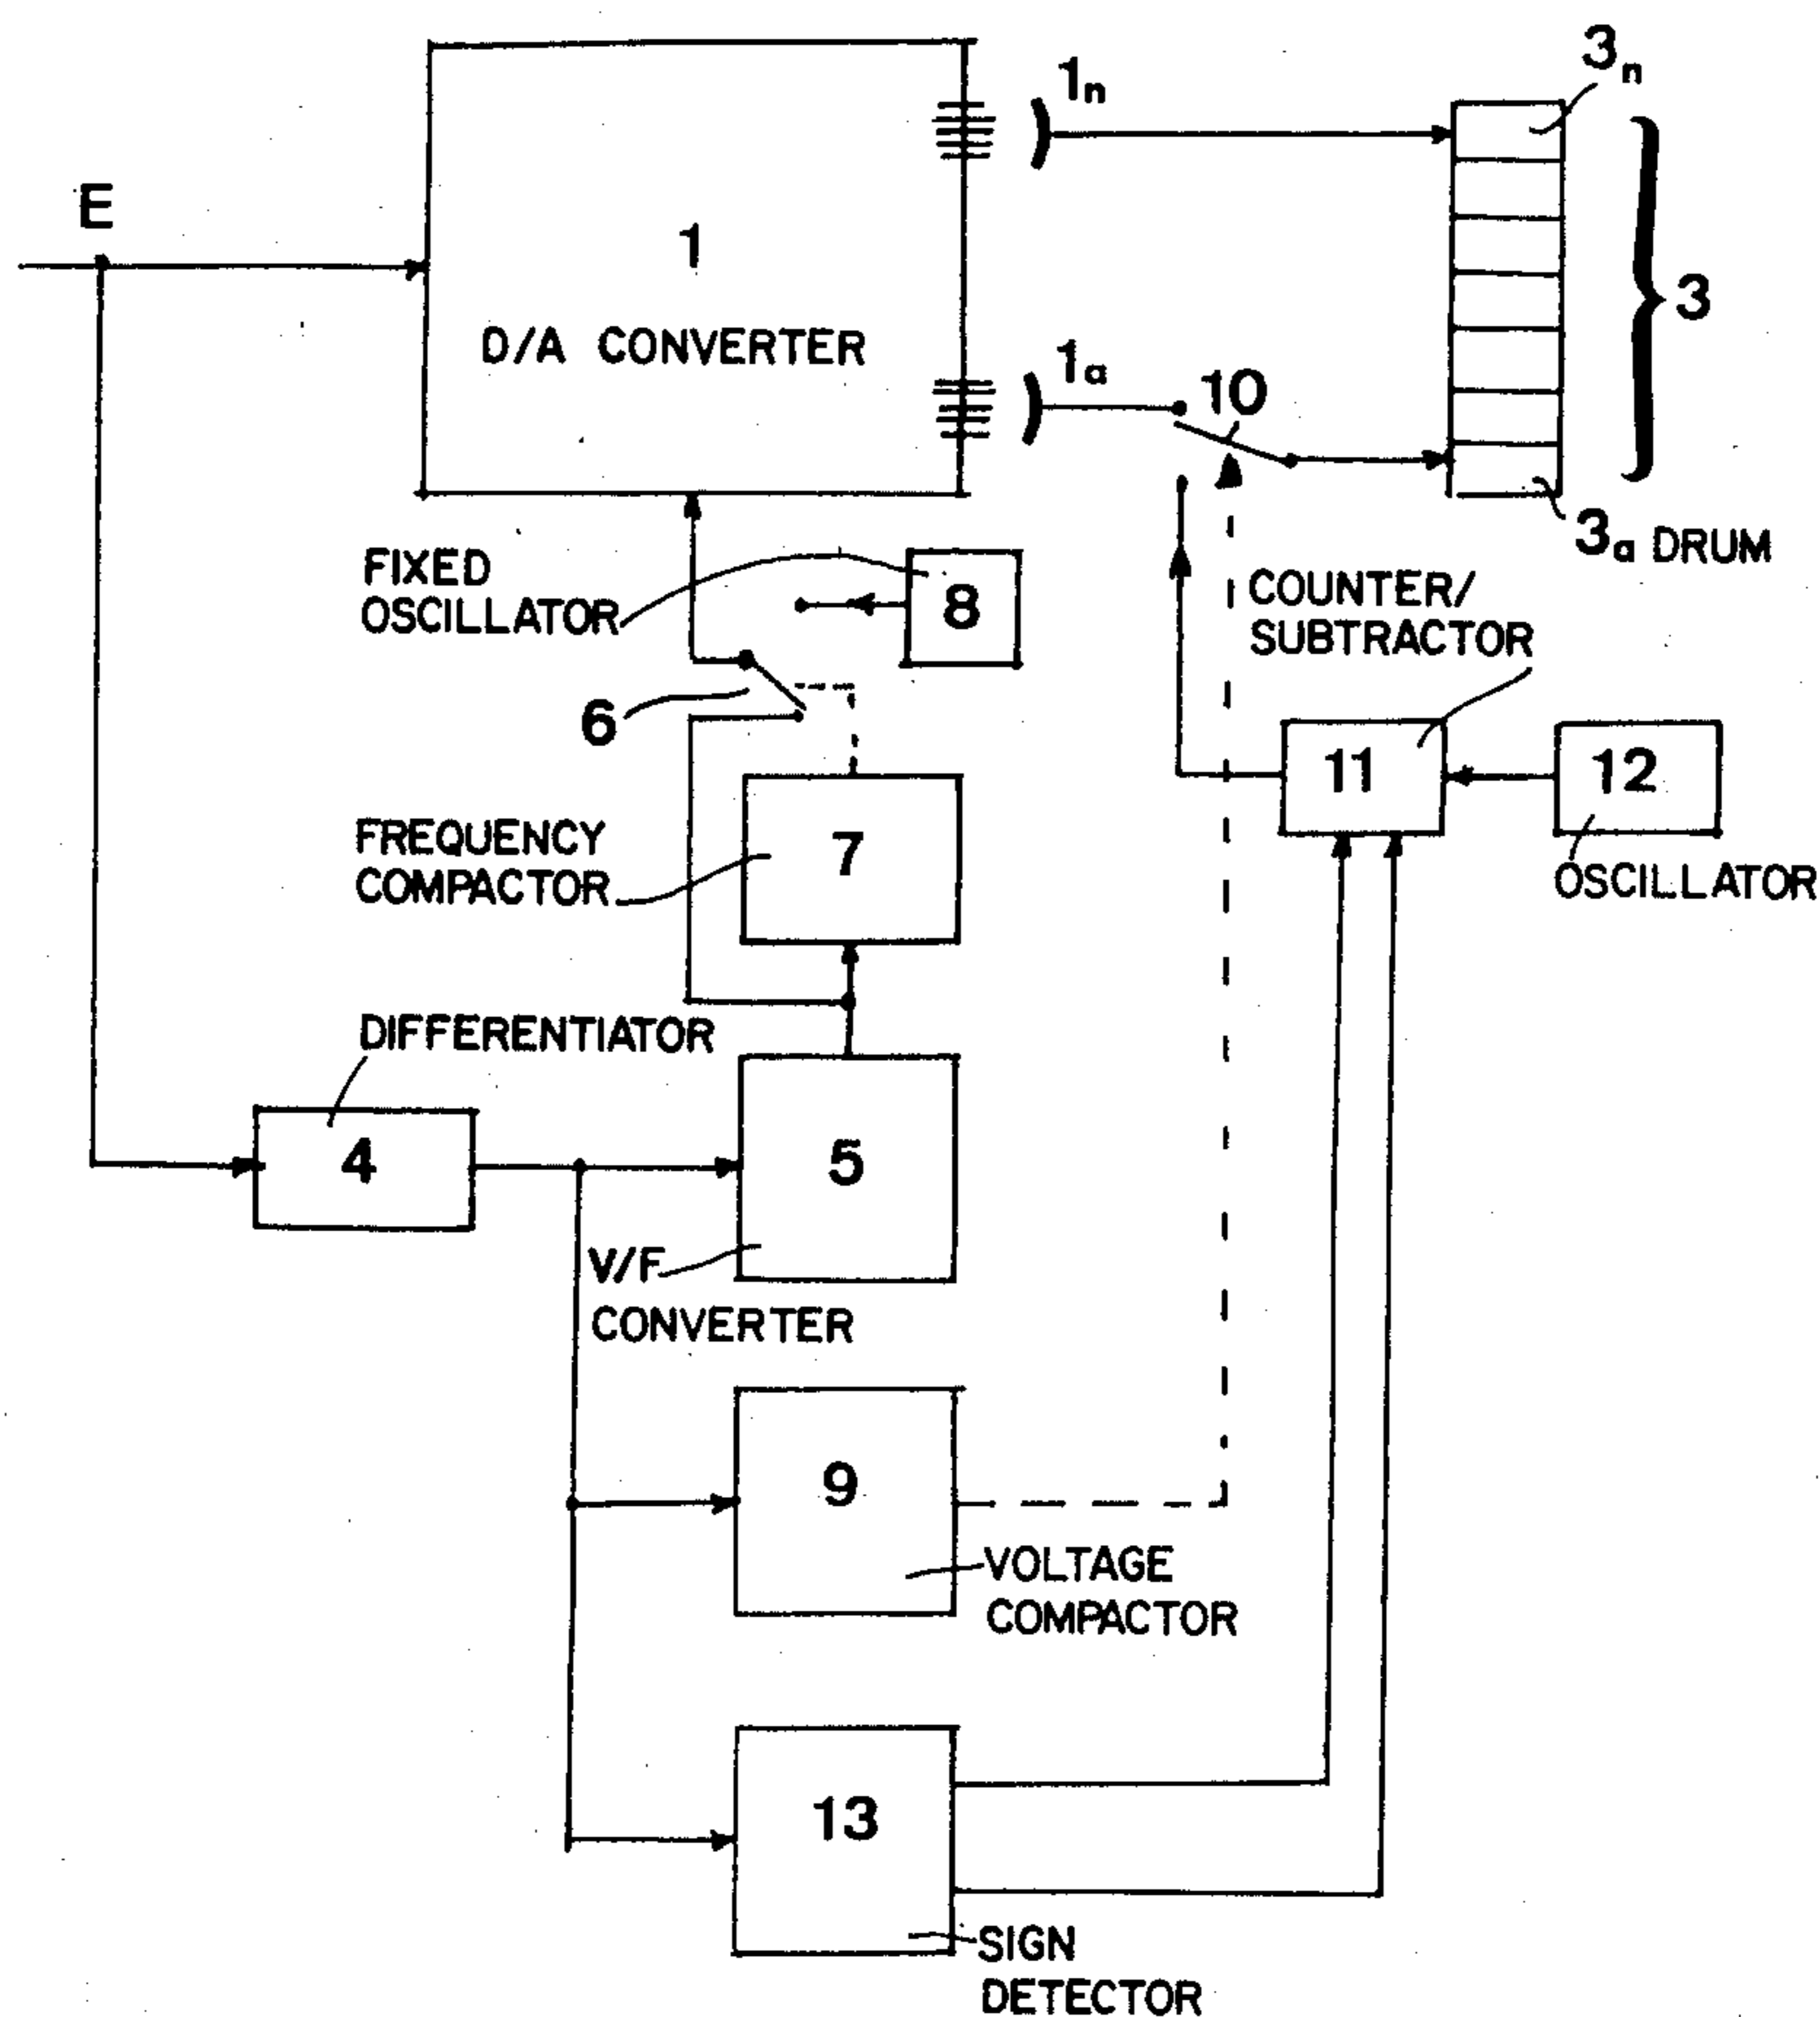 3n
1n
E
1
3
D/A CONVERTER
1a
10
3a DRUM
FIXED
OSCILLATOR
8
COUNTER/
SUBTRACTOR
6
11
12
FREQUENCY
COMPACTOR
7
OSCILLATOR
DIFFERENTIATOR
4
5
V/F
CONVERTER
9
VOLTAGE
COMPACTOR
13
SIGN
DETECTOR